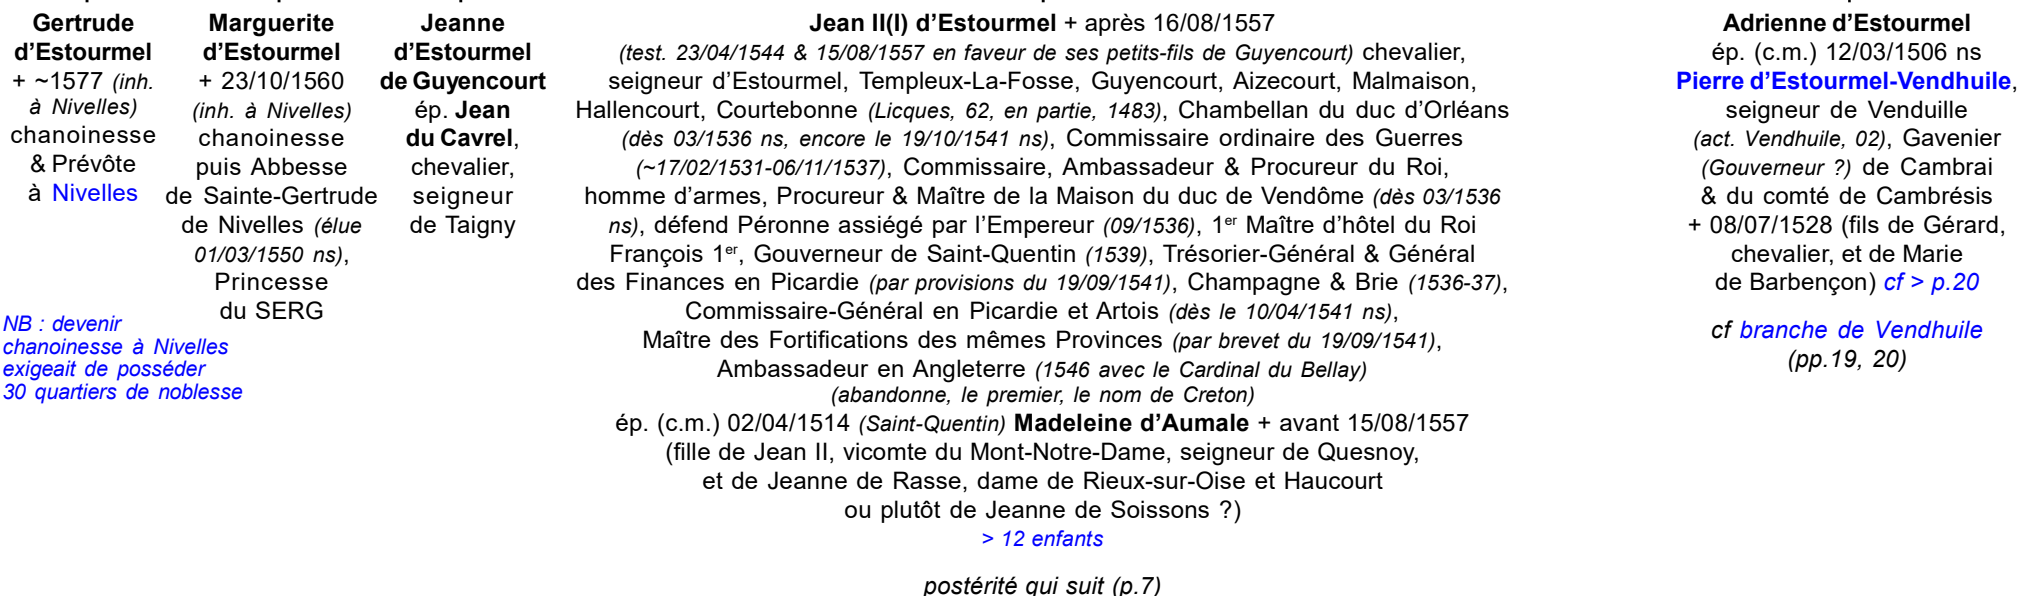 Gertrude
d’Estourmel
+ ~1577 (inh.
à Nivelles)
chanoinesse
& Prévôte
à Nivelles
NB : devenir
chanoinesse à Nivelles
exigeait de posséder
30 quartiers de noblesse
Marguerite
d’Estourmel
+ 23/10/1560
(inh. à Nivelles)
chanoinesse
puis Abbesse
de Sainte-Gertrude
de Nivelles (élue
01/03/1550 ns),
Princesse
du SERG
Jeanne
d’Estourmel
de Guyencourt
ép. Jean
du Cavrel,
chevalier,
seigneur
de Taigny
Jean II(I) d’Estourmel + après 16/08/1557
(test. 23/04/1544 & 15/08/1557 en faveur de ses petits-fils de Guyencourt) chevalier,
seigneur d’Estourmel, Templeux-La-Fosse, Guyencourt, Aizecourt, Malmaison,
Hallencourt, Courtebonne (Licques, 62, en partie, 1483), Chambellan du duc d’Orléans
(dès 03/1536 ns, encore le 19/10/1541 ns), Commissaire ordinaire des Guerres
(~17/02/1531-06/11/1537), Commissaire, Ambassadeur & Procureur du Roi,
homme d’armes, Procureur & Maître de la Maison du duc de Vendôme (dès 03/1536
ns), défend Péronne assiégé par l’Empereur (09/1536), 1er Maître d’hôtel du Roi
François 1er, Gouverneur de Saint-Quentin (1539), Trésorier-Général & Général
des Finances en Picardie (par provisions du 19/09/1541), Champagne & Brie (1536-37),
Commissaire-Général en Picardie et Artois (dès le 10/04/1541 ns),
Maître des Fortifications des mêmes Provinces (par brevet du 19/09/1541),
Ambassadeur en Angleterre (1546 avec le Cardinal du Bellay)
(abandonne, le premier, le nom de Creton)
ép. (c.m.) 02/04/1514 (Saint-Quentin) Madeleine d’Aumale + avant 15/08/1557
(fille de Jean II, vicomte du Mont-Notre-Dame, seigneur de Quesnoy,
et de Jeanne de Rasse, dame de Rieux-sur-Oise et Haucourt
ou plutôt de Jeanne de Soissons ?)
> 12 enfants
postérité qui suit (p.7)
Adrienne d’Estourmel
ép. (c.m.) 12/03/1506 ns
Pierre d’Estourmel-Vendhuile,
seigneur de Venduille
(act. Vendhuile, 02), Gavenier
(Gouverneur ?) de Cambrai
& du comté de Cambrésis
+ 08/07/1528 (fils de Gérard,
chevalier, et de Marie
de Barbençon) cf > p.20
cf branche de Vendhuile
(pp.19, 20)